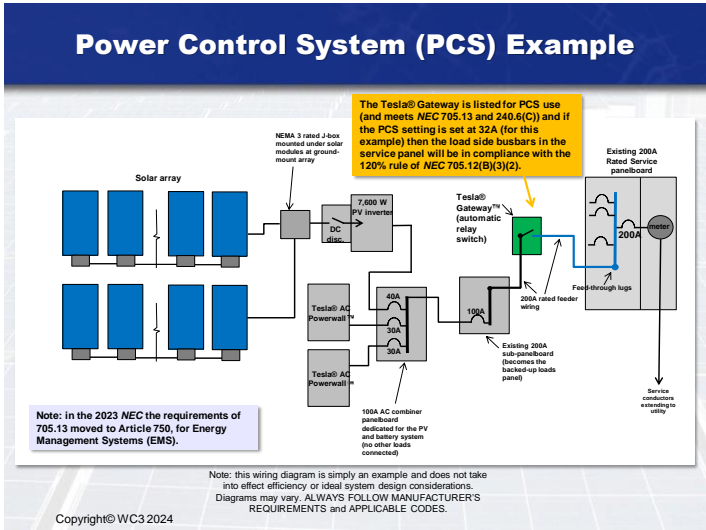 Power Control System (PCS) Example
The Tesla® Gateway is listed for PCS use
(and meets NEC 705.13 and 240.6(C)) and if
the PCS setting is set at 32A (for this
example) then the load side busbars in the
service panel will be in compliance with the
120% rule of NEC 705.12(B)(3)(2).
NEMA 3 rated J-box
mounted under solar
modules at ground-
mount array
Solar array
7,600 W
PV inverter
DC
disc.
Tesla®
Gateway™
(automatic
relay
switch)
Existing 200A
Rated Service
panelboard
200A
meter
Feed-through lugs
200A rated feeder
wiring
Tesla® AC
Powerwall™
40A
30A
30A
100A
Tesla® AC
Powerwall™
Existing 200A
sub-panelboard
(becomes the
backed-up loads
panel)
100A AC combiner
panelboard
dedicated for the PV
and battery system
(no other loads
connected)
Service
conductors
extending to
utility
Note: in the 2023 NEC the requirements of
705.13 moved to Article 750, for Energy
Management Systems (EMS).
Note: this wiring diagram is simply an example and does not take
into effect efficiency or ideal system design considerations.
Diagrams may vary. ALWAYS FOLLOW MANUFACTURER'S
REQUIREMENTS and APPLICABLE CODES.
Copyright© WC3 2024